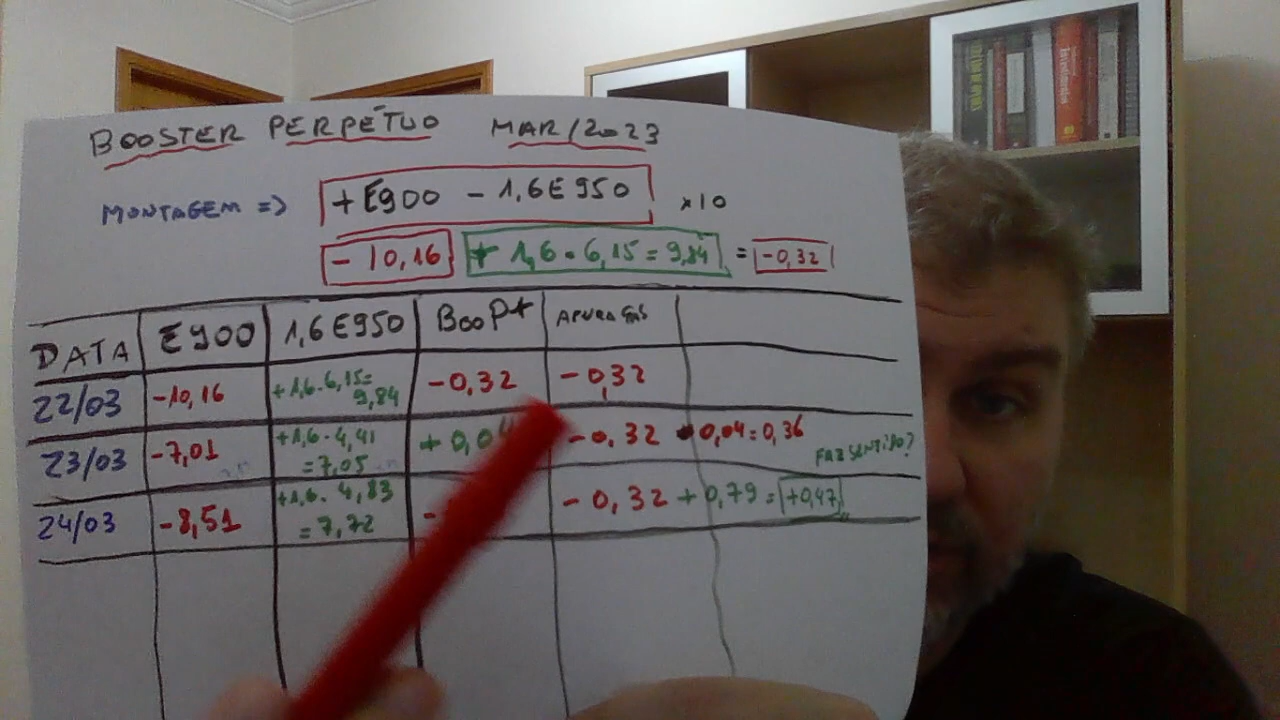 BOOSTER PERPÉTUO MAR/2023
MONTAGEM => +E900 - 1,6E950 x10
- 10,16 + 1,6 . 6,15 = 9,84 = -0,32
DATA E900 1,6E950 BooP+
22/03 -10,16 +1,6.6,15= 9,84 -0,32 -0,32
23/03 -7,01 +1,6.4,41 =7,05 +0,04 -0,32 0,04=0,36 FAZ SENTIDO?
24/03 -8,51 +1,6.4,83 =7,72 - -0,32 +0,79=+0,47